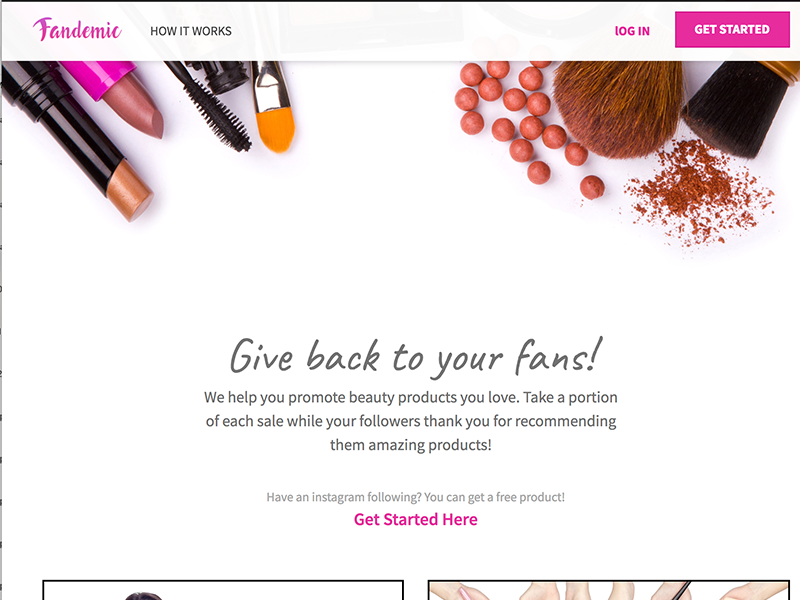 Fandemic
HOW IT WORKS
lOG IN
GET STARTED
Give back to your fans!
We help you promote beauty products you love. Take a portion
of each sale while your followers thank you for recommending
them amazing products!
Have an instagram following? You can get a free product!
Get Started Here